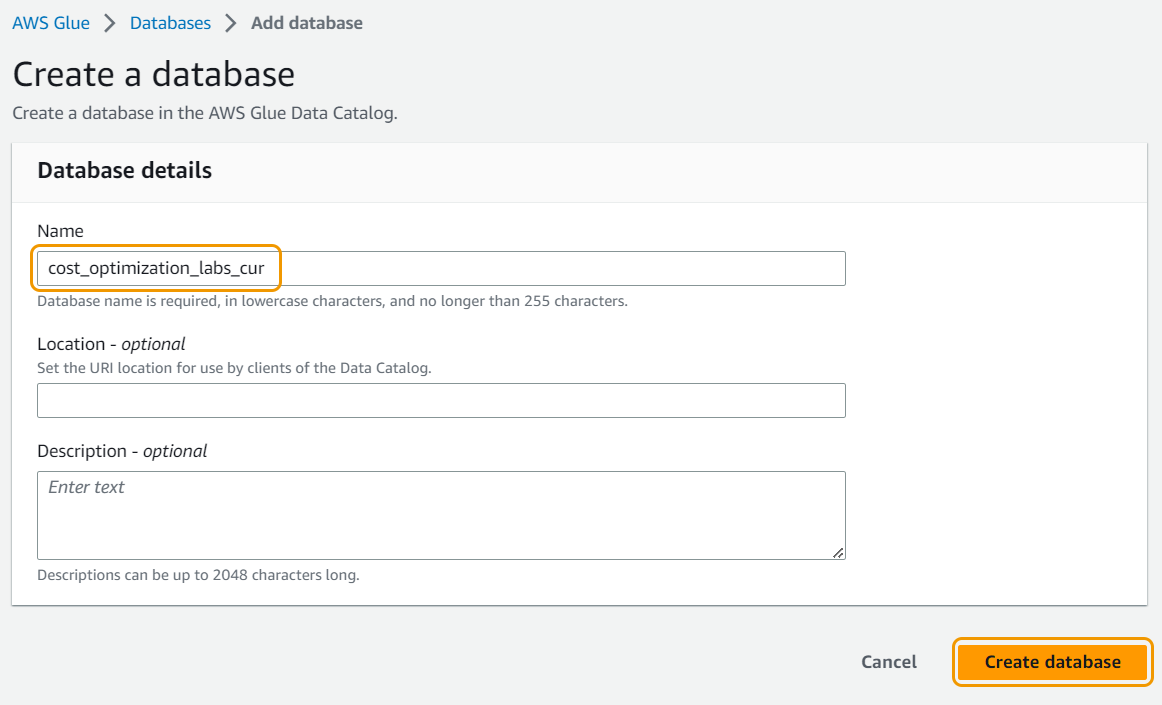 AWS Glue > Databases > Add database
Create a database
Create a database in the AWS Glue Data Catalog.
Database details
Name
cost_optimization_labs_cur
Database name is required, in lowercase characters, and no longer than 255 characters.
Location - optional
Set the URI location for use by clients of the Data Catalog.
Description - optional
Enter text
Descriptions can be up to 2048 characters long.
Cancel Create database